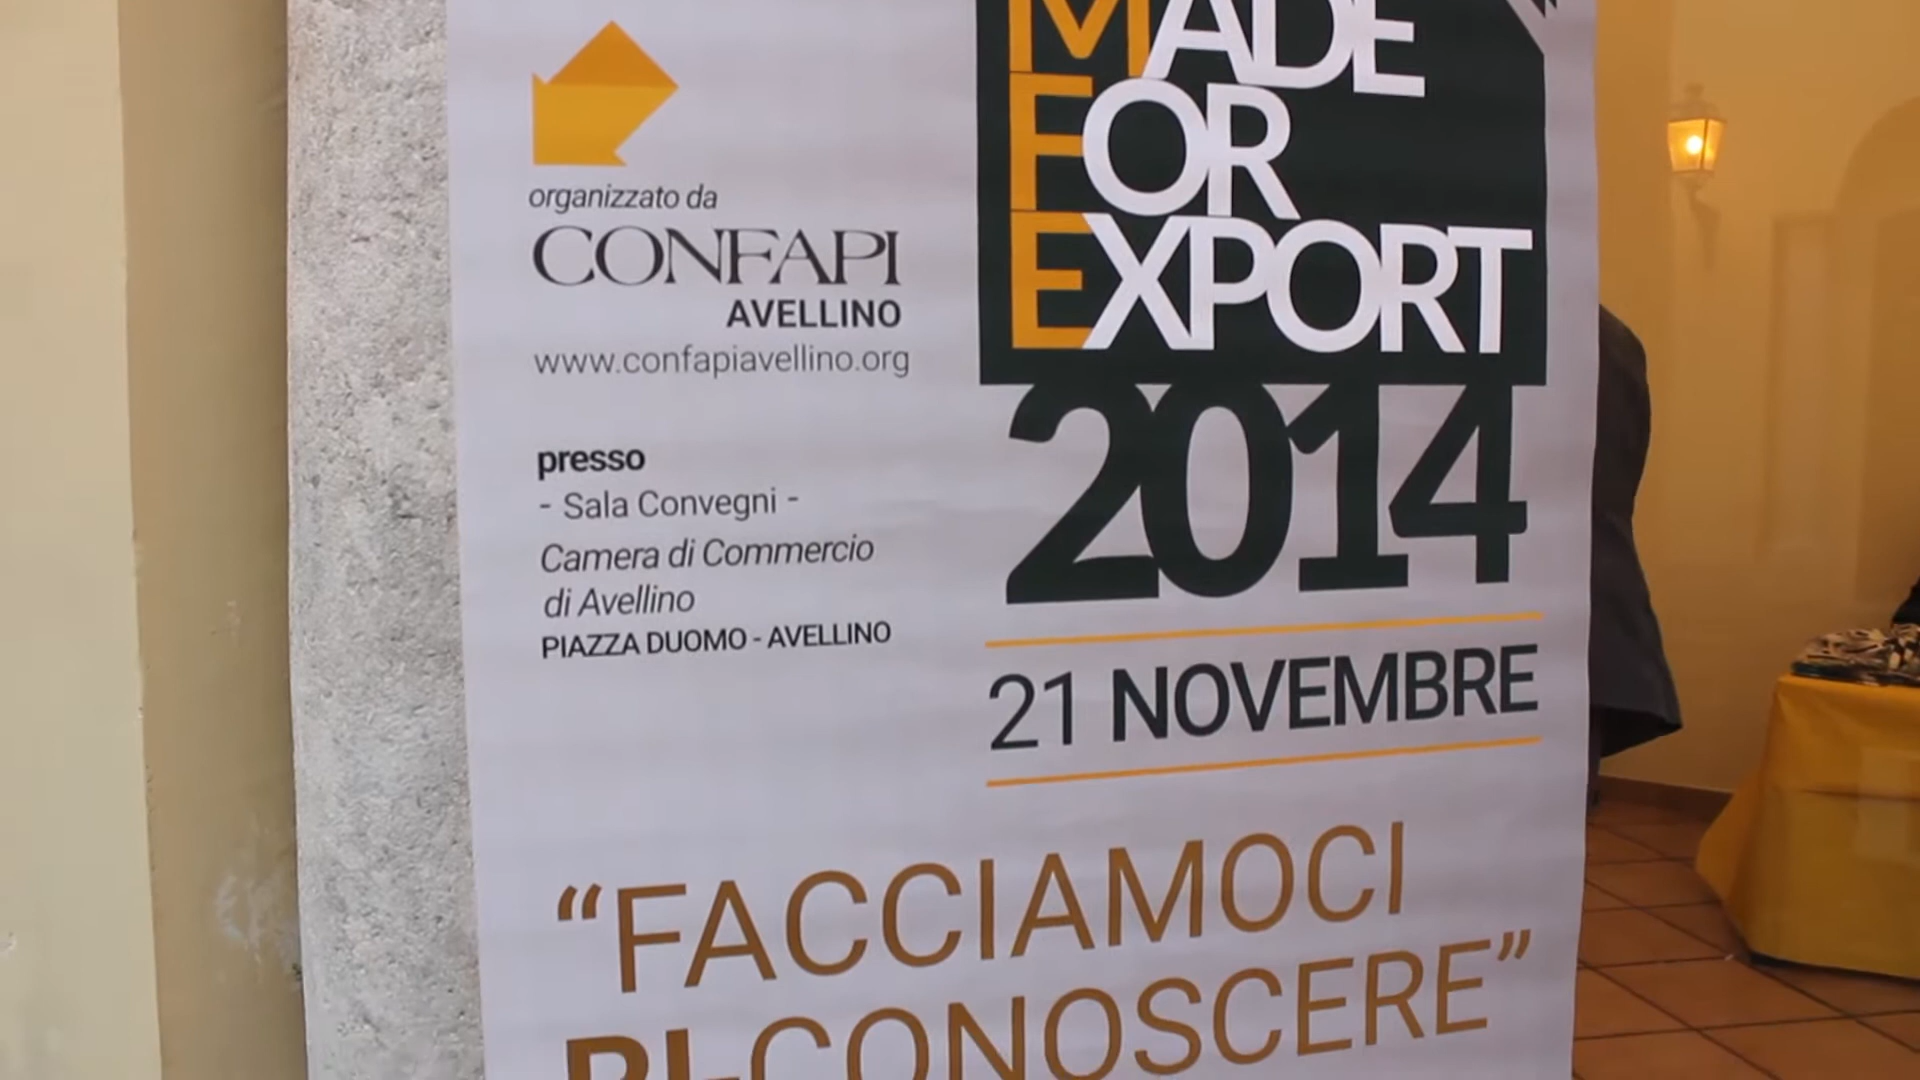 organizzato da
CONFAPI
AVELLINO
www.confapiavellino.org
presso
- Sala Convegni -
Camera di Commercio
di Avellino
PIAZZA DUOMO - AVELLINO
MADE
FOR
EXPORT
2014
21 NOVEMBRE
“FACCIAMOCI
RI-CONOSCERE”